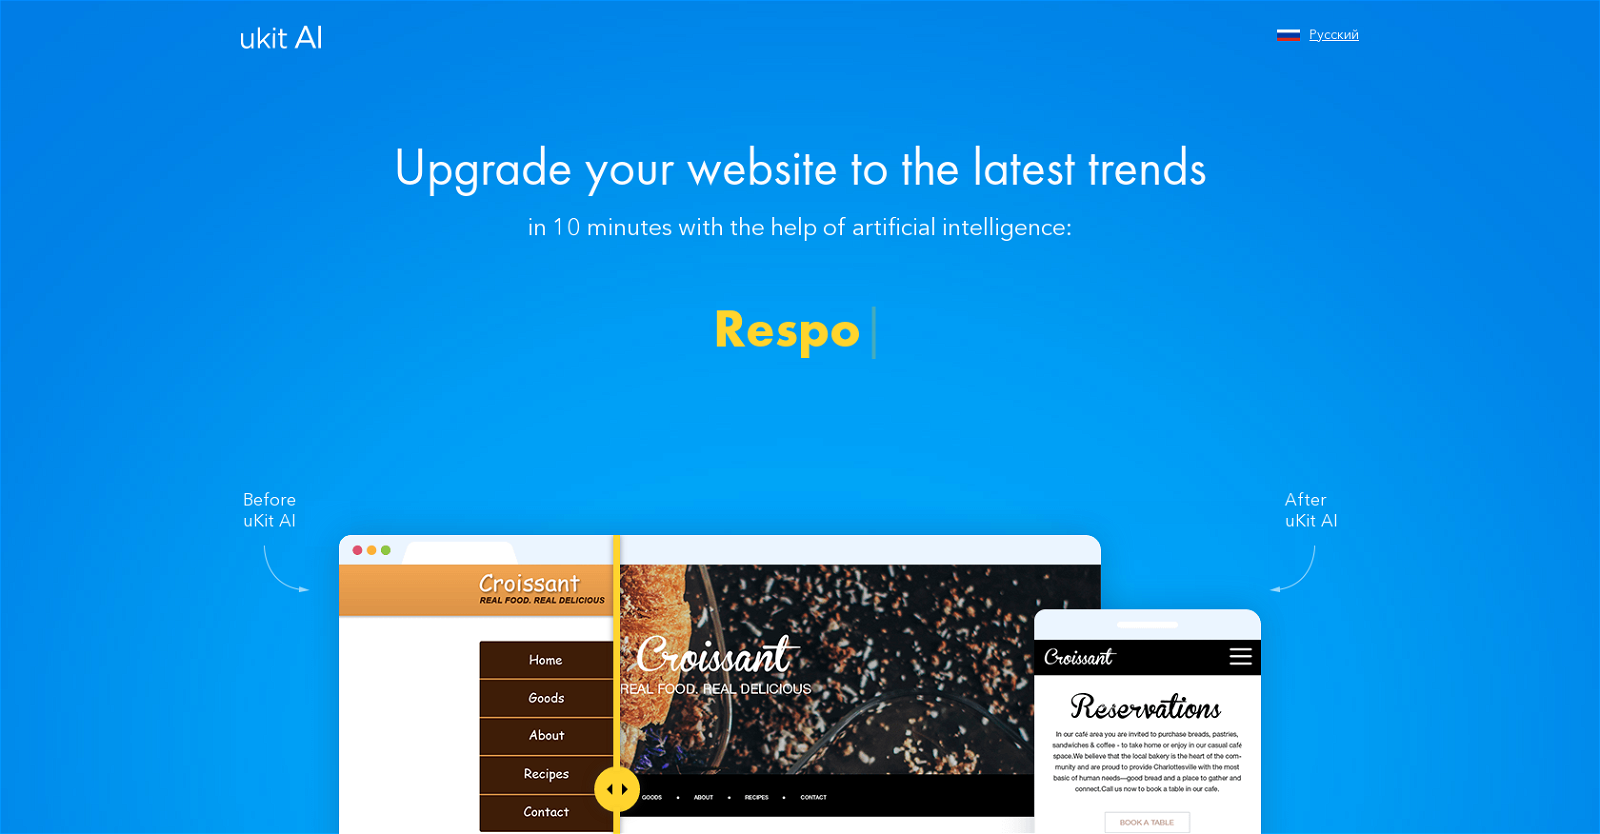 ukit AI
Русский
Upgrade your website to the latest trends
in 10 minutes with the help of artificial intelligence:
Respo
Before
uKit AI
After
uKit AI
Croissant
REAL FOOD. REAL DELICIOUS
Home
Goods
About
Recipes
Contact
Croissant
REAL FOOD. REAL DELICIOUS
GOODS • ABOUT • RECIPES • CONTACT
Croissant
Reservations
In our café area you are invited to purchase breads, pastries,
sandwiches & coffee - to take home or enjoy in our casual café
space.We believe that the local bakery is the heart of the com-
munity and are proud to provide Charlottesville with the most
basic of human needs—good bread and a place to gather and
connect.Call us now to book a table in our cafe.
BOOK A TABLE